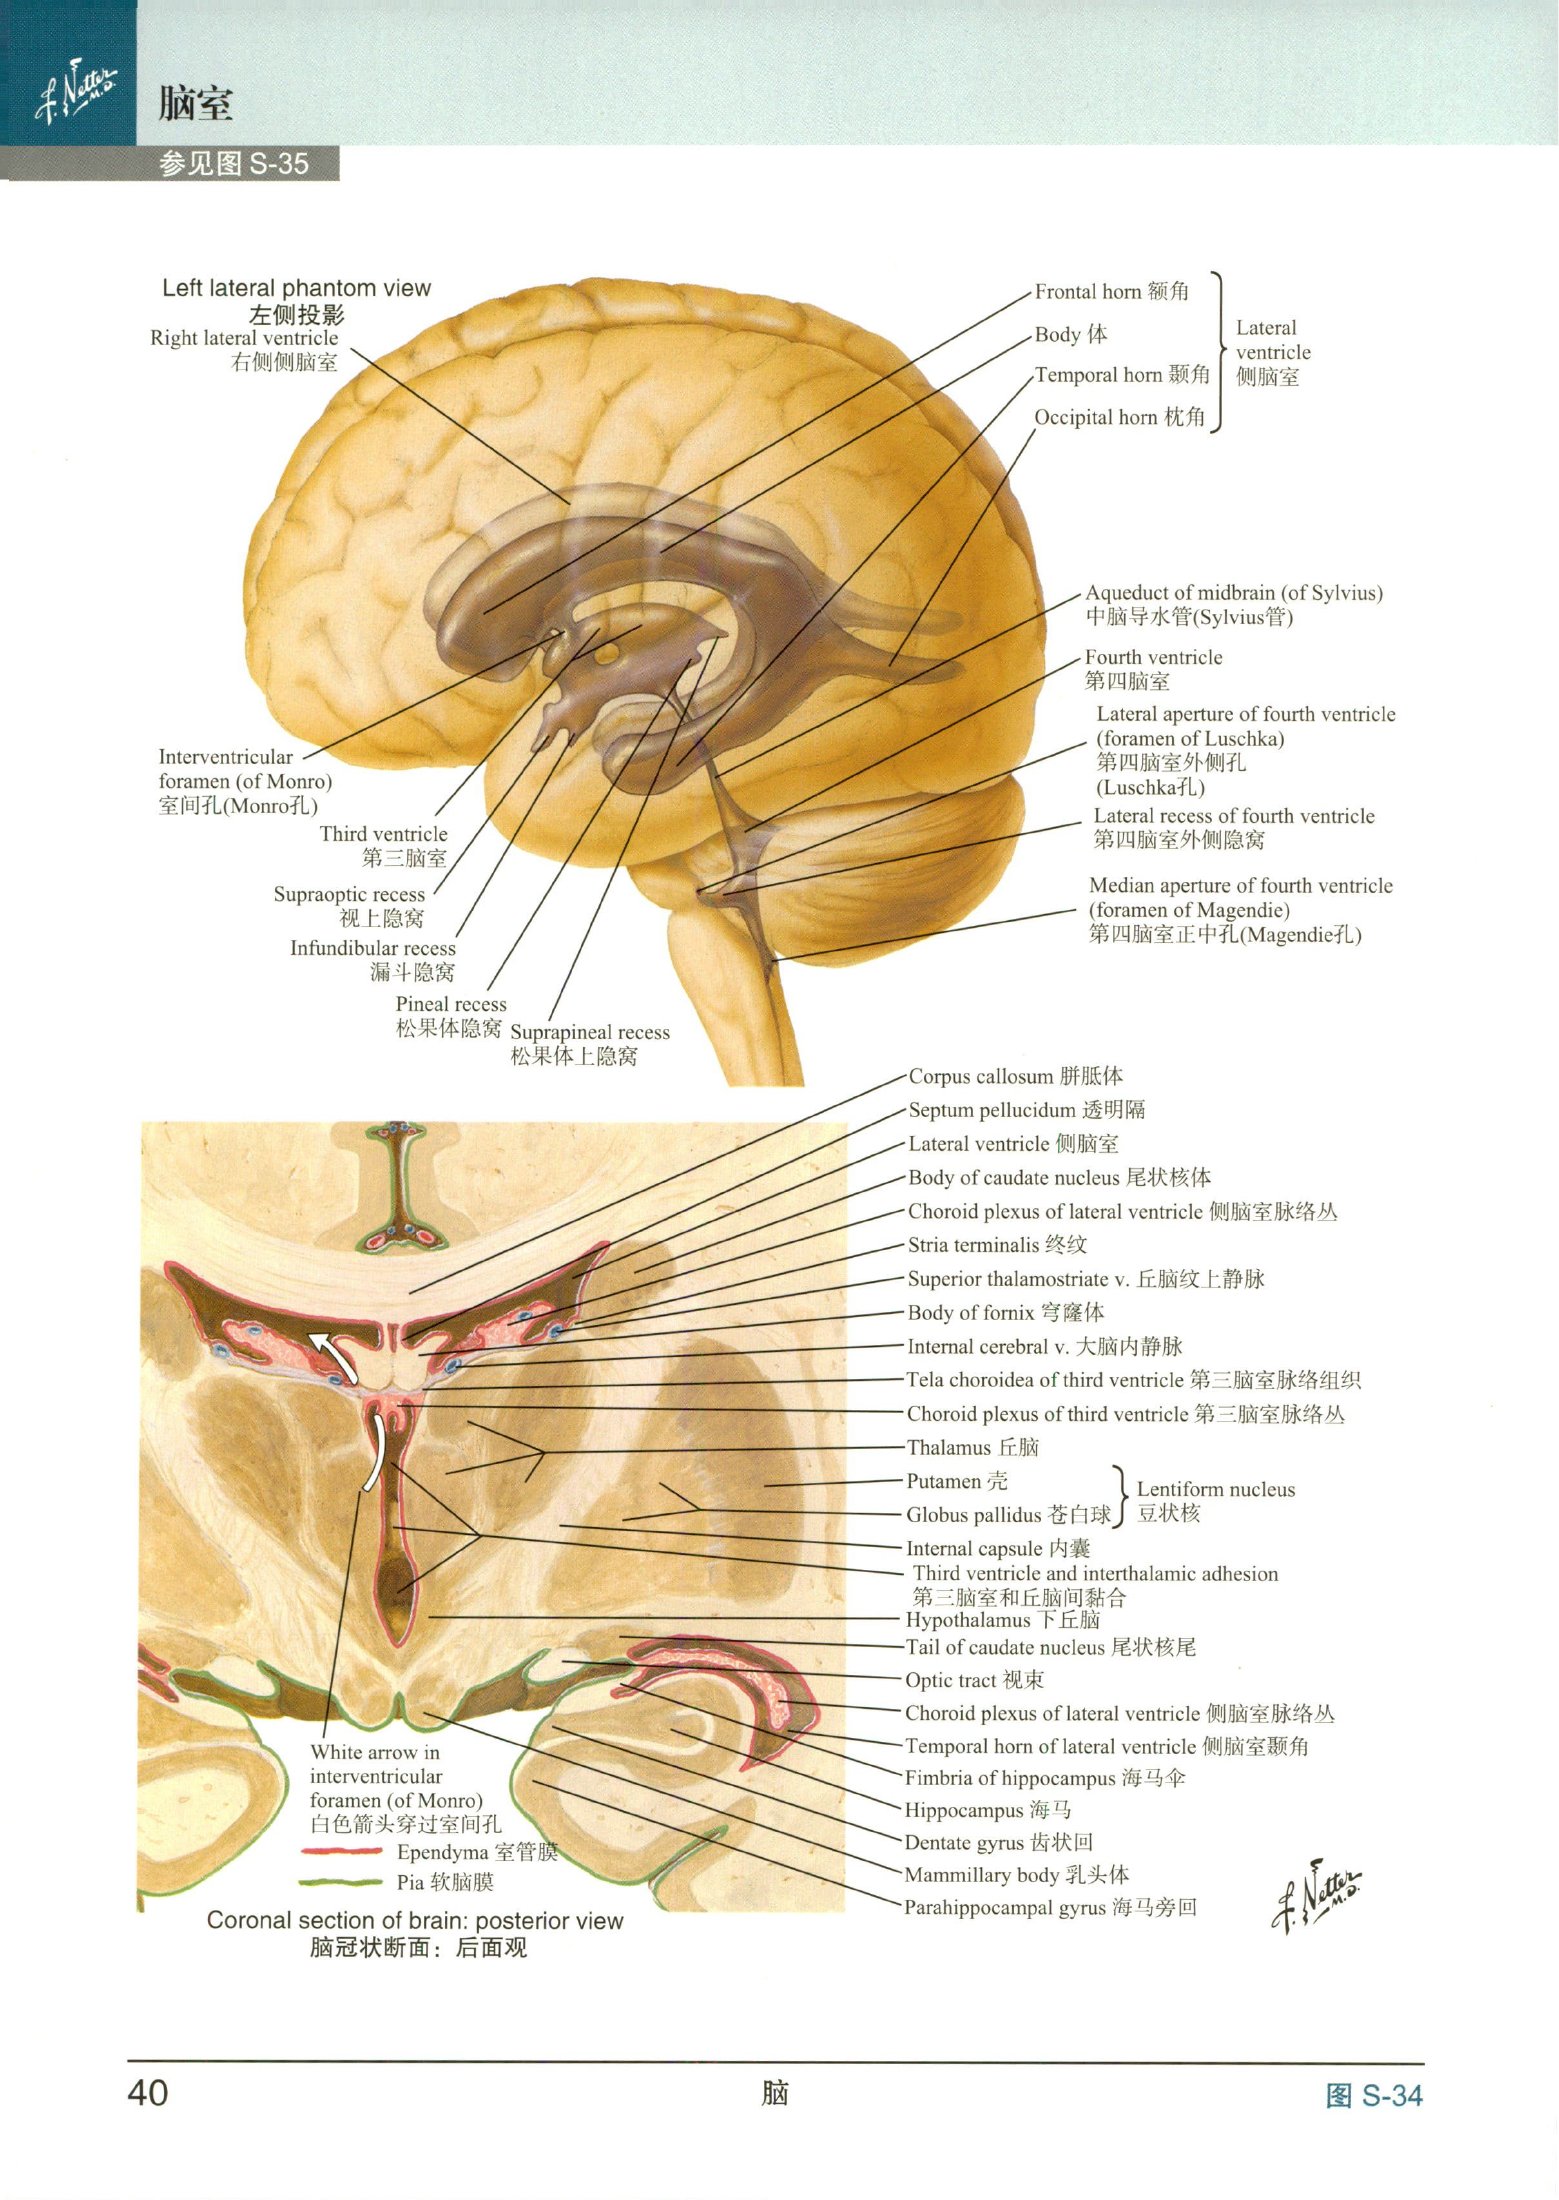 F. Netter M.D.
脑室
参见图 S-35
Left lateral phantom view
左侧投影
Right lateral ventricle
右侧侧脑室
Frontal horn 额角
Body 体
Temporal horn 颞角
Occipital horn 枕角
Lateral
ventricle
侧脑室
Aqueduct of midbrain (of Sylvius)
中脑导水管(Sylvius管)
Fourth ventricle
第四脑室
Lateral aperture of fourth ventricle
(foramen of Luschka)
第四脑室外侧孔
(Luschka孔)
Lateral recess of fourth ventricle
第四脑室外侧隐窝
Median aperture of fourth ventricle
(foramen of Magendie)
第四脑室正中孔(Magendie孔)
Interventricular
foramen (of Monro)
室间孔(Monro孔)
Third ventricle
第三脑室
Supraoptic recess
视上隐窝
Infundibular recess
漏斗隐窝
Pineal recess
松果体隐窝
Suprapineal recess
松果体上隐窝
Corpus callosum 胼胝体
Septum pellucidum 透明隔
Lateral ventricle 侧脑室
Body of caudate nucleus 尾状核体
Choroid plexus of lateral ventricle 侧脑室脉络丛
Stria terminalis 终纹
Superior thalamostriate v. 丘脑纹上静脉
Body of fornix 穹窿体
Internal cerebral v. 大脑内静脉
Tela choroidea of third ventricle 第三脑室脉络组织
Choroid plexus of third ventricle 第三脑室脉络丛
Thalamus 丘脑
Putamen 壳
Globus pallidus 苍白球
Lentiform nucleus
豆状核
Internal capsule 内囊
Third ventricle and interthalamic adhesion
第三脑室和丘脑间黏合
Hypothalamus 下丘脑
Tail of caudate nucleus 尾状核尾
Optic tract 视束
Choroid plexus of lateral ventricle 侧脑室脉络丛
Temporal horn of lateral ventricle 侧脑室颞角
Fimbria of hippocampus 海马伞
Hippocampus 海马
Dentate gyrus 齿状回
Mammillary body 乳头体
Parahippocampal gyrus 海马旁回
White arrow in
interventricular
foramen (of Monro)
白色箭头穿过室间孔
Ependyma 室管膜
Pia 软脑膜
Coronal section of brain: posterior view
脑冠状断面：后面观
F. Netter M.D.
40
脑
图 S-34